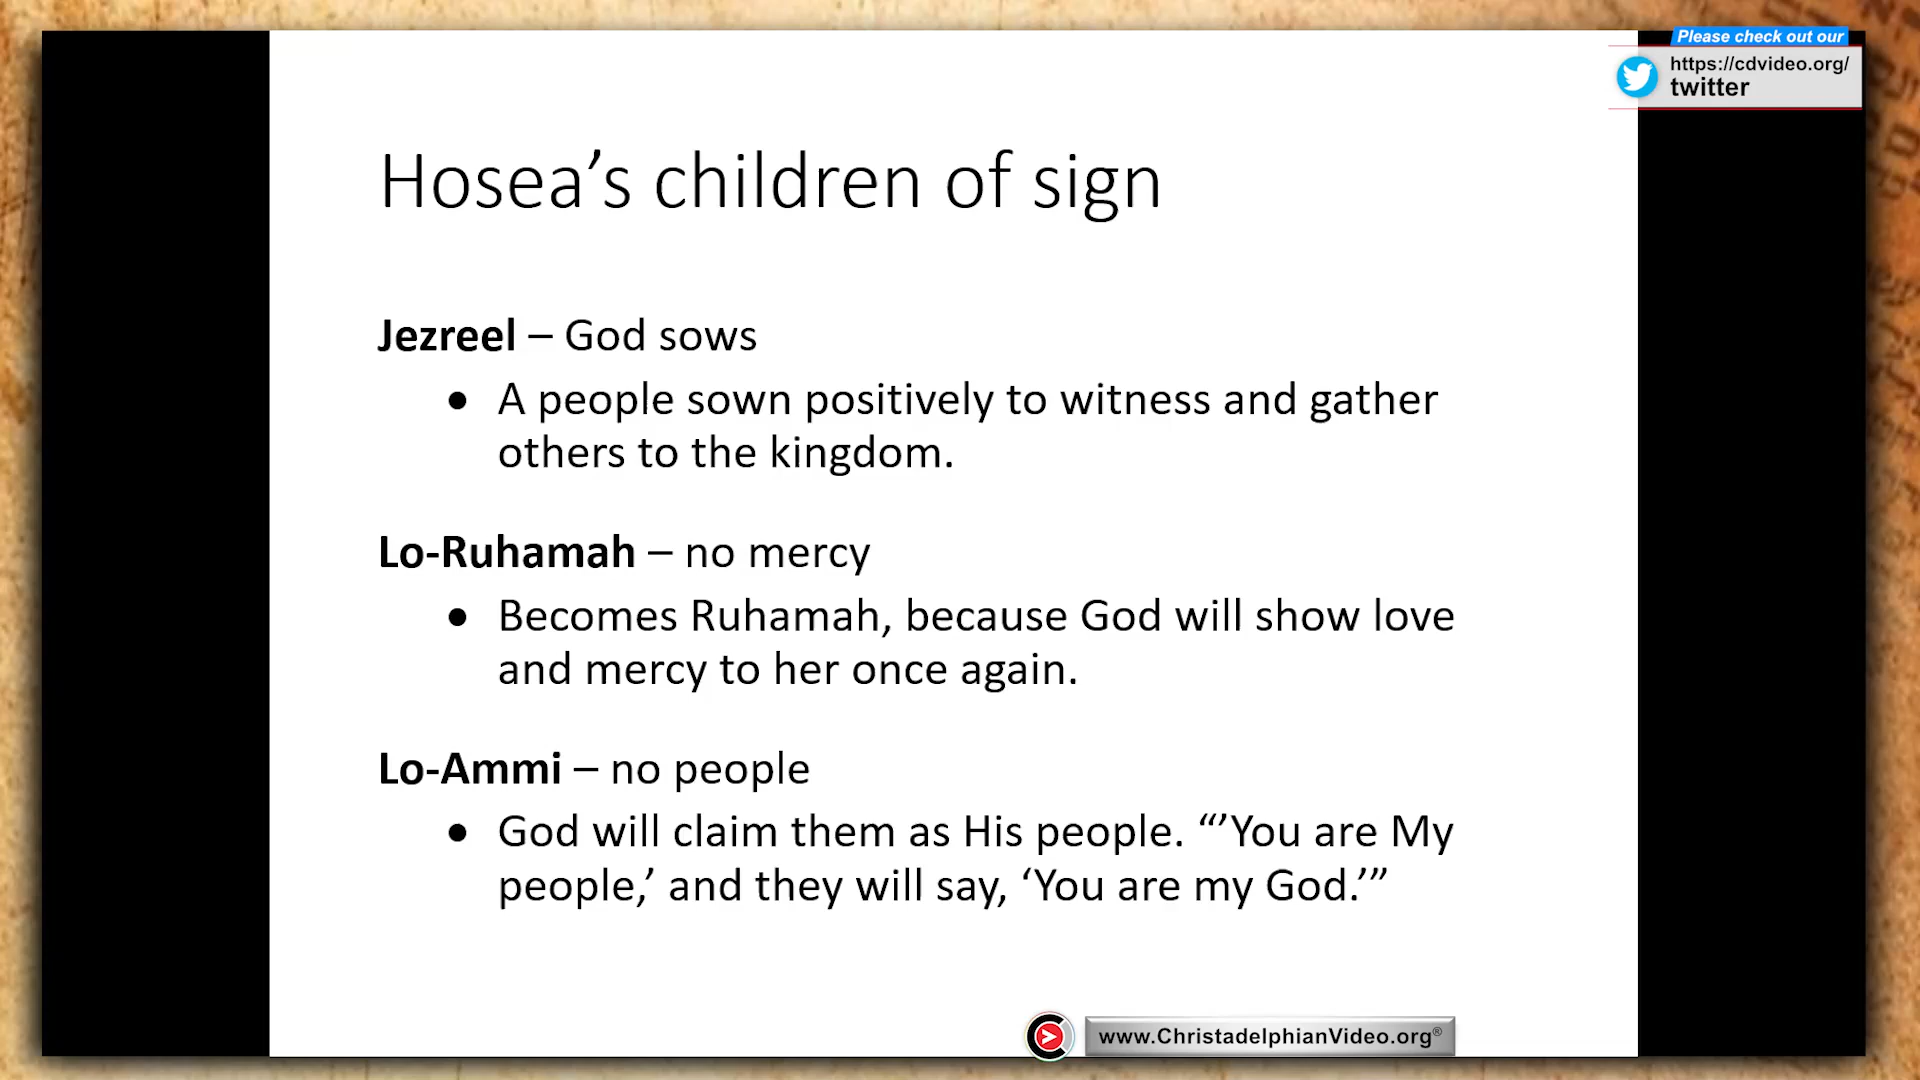 Please check out our
https://cdvideo.org/
twitter
Hosea’s children of sign
Jezreel – God sows
• A people sown positively to witness and gather
others to the kingdom.
Lo-Ruhamah – no mercy
• Becomes Ruhamah, because God will show love
and mercy to her once again.
Lo-Ammi – no people
• God will claim them as His people. “’You are My
people,’ and they will say, ‘You are my God.’”
www.ChristadelphianVideo.org®